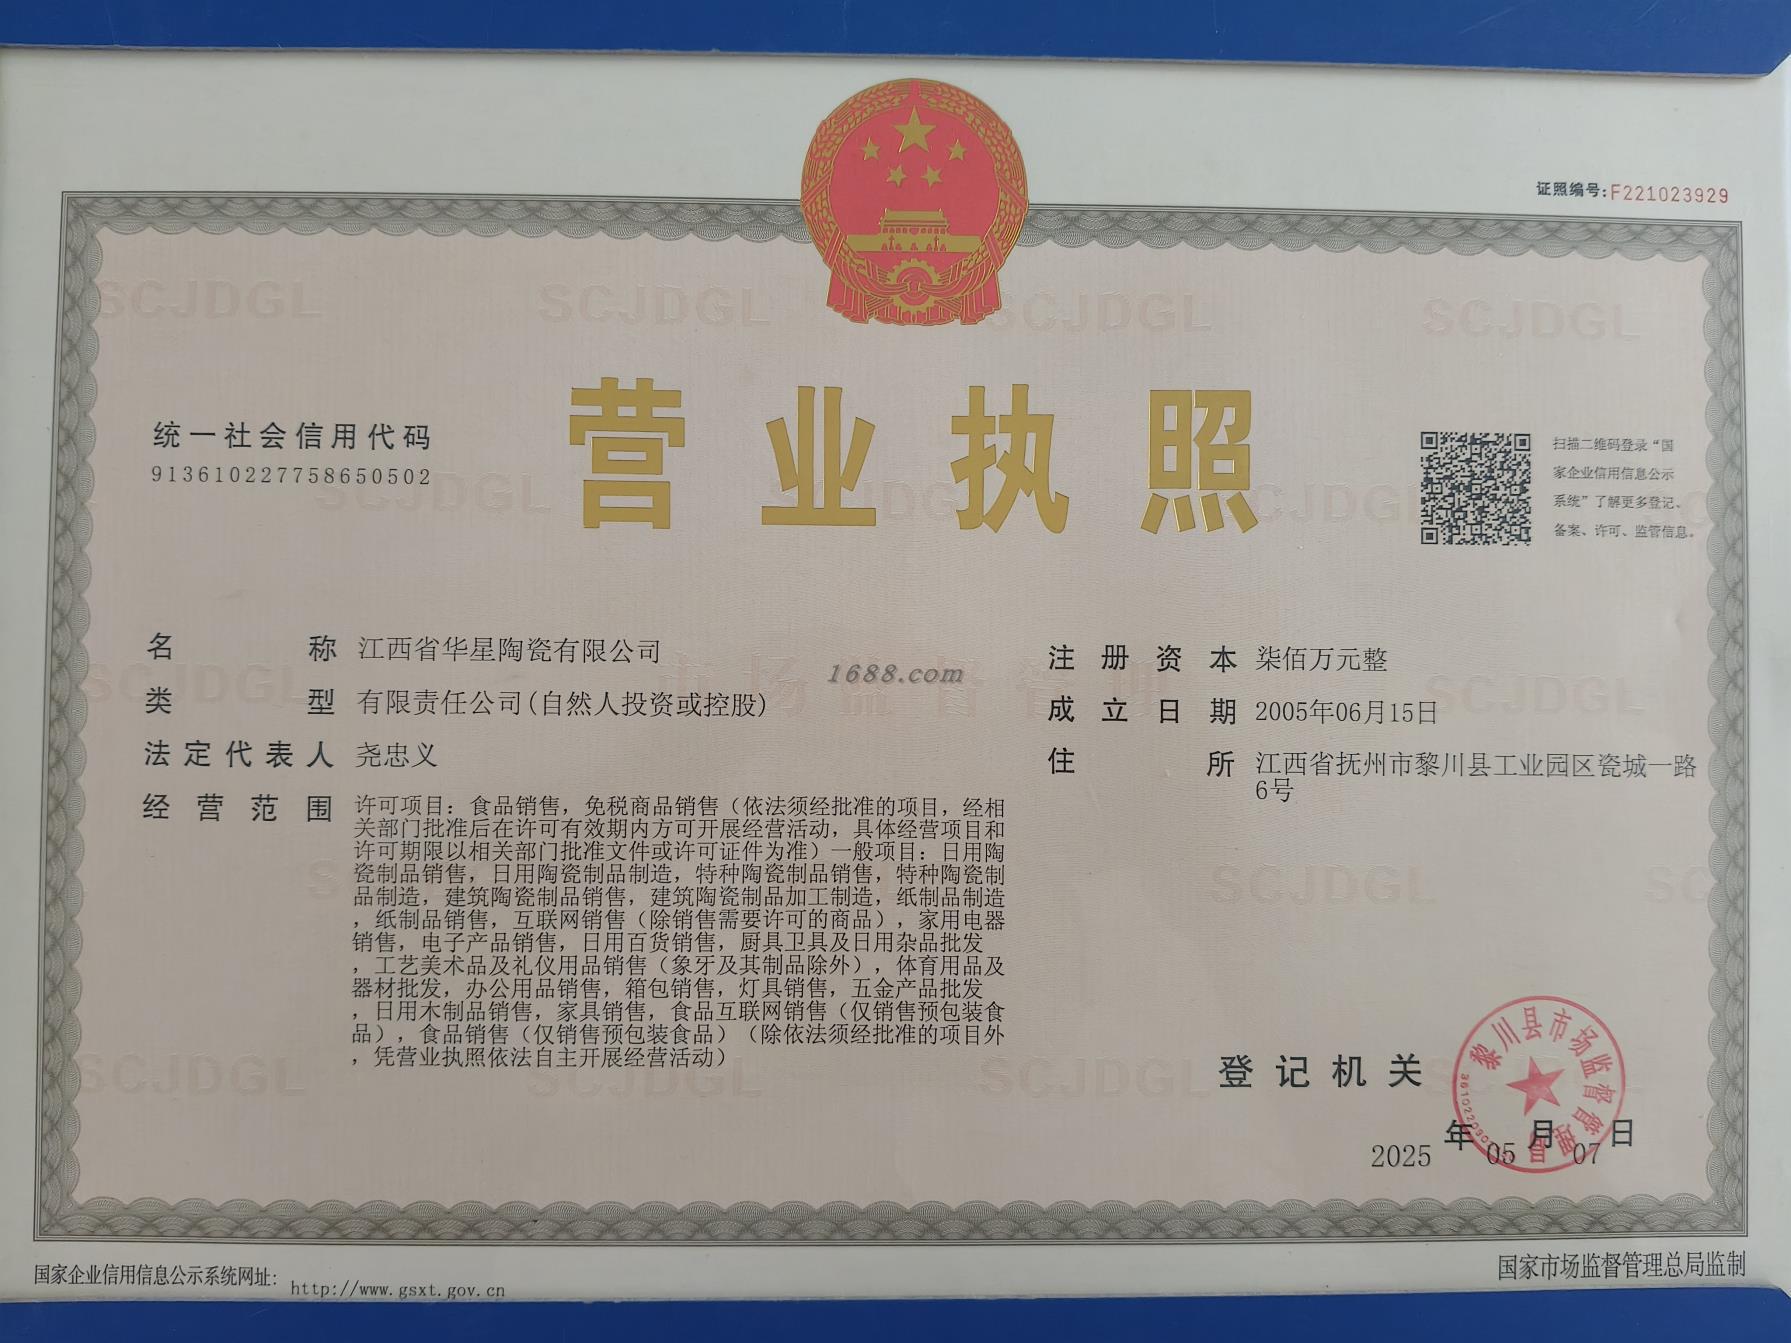 证照编号:F221023929
营业执照
统一社会信用代码
913610227758650502
扫描二维码登录“国
家企业信用信息公示
系统”了解更多登记、
备案、许可、监管信息。
名称 江西省华星陶瓷有限公司
类型 有限责任公司(自然人投资或控股)
法定代表人 尧忠义
经营范围 许可项目：食品销售，免税商品销售（依法须经批准的项目，经相
关部门批准后在许可有效期内方可开展经营活动，具体经营项目和
许可期限以相关部门批准文件或许可证件为准）一般项目：日用陶
瓷制品销售，日用陶瓷制品制造，特种陶瓷制品销售，特种陶瓷制
品制造，建筑陶瓷制品销售，建筑陶瓷制品加工制造，纸制品制造
，纸制品销售，互联网销售（除销售需要许可的商品），家用电器
销售，电子产品销售，日用百货销售，厨具卫具及日用杂品批发
，工艺美术品及礼仪用品销售（象牙及其制品除外），体育用品及
器材批发，办公用品销售，箱包销售，灯具销售，五金产品批发
，日用木制品销售，家具销售，食品互联网销售（仅销售预包装食
品），食品销售（仅销售预包装食品）（除依法须经批准的项目外
，凭营业执照依法自主开展经营活动）
1688.com
注册资本 柒佰万元整
成立日期 2005年06月15日
住所 江西省抚州市黎川县工业园区瓷城一路
6号
登记机关
黎川县市场监督管理局
2025年05月07日
国家企业信用信息公示系统网址：http://www.gsxt.gov.cn
国家市场监督管理总局监制